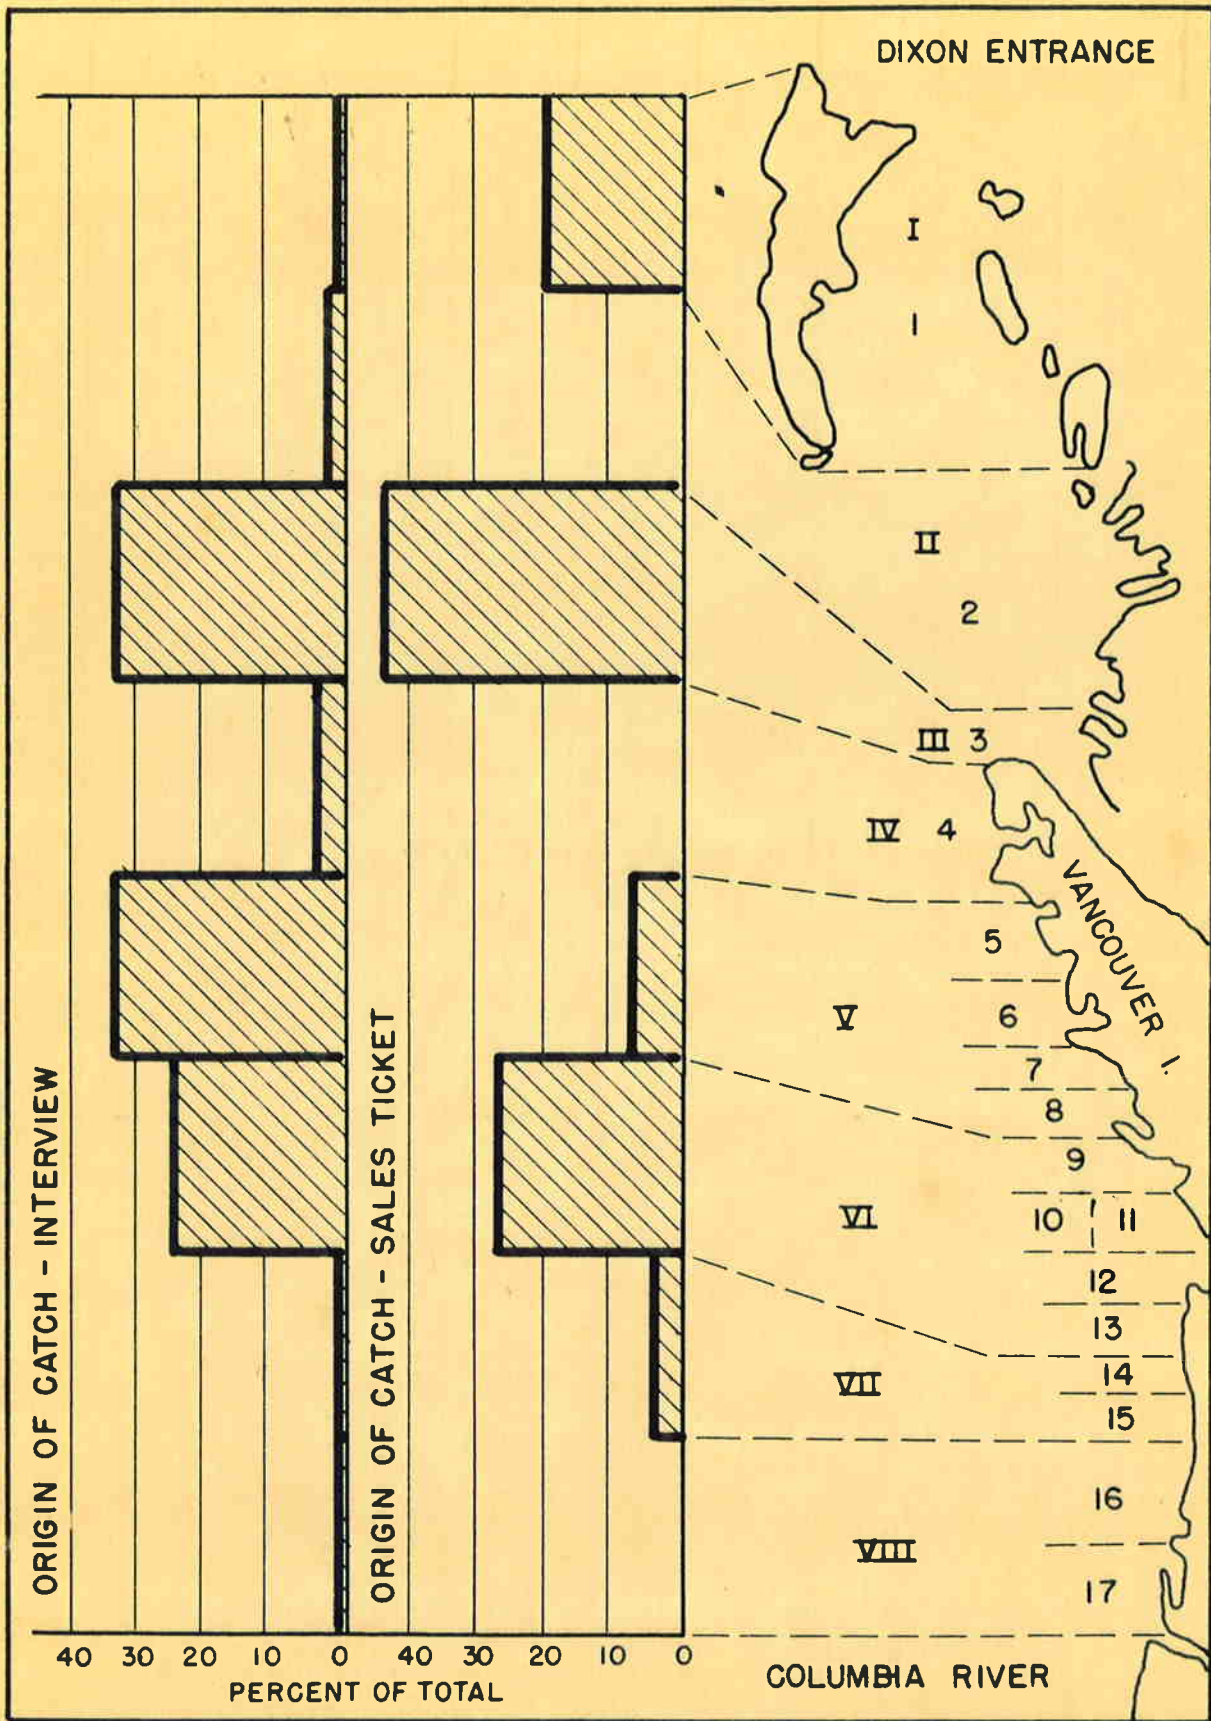 DIXON ENTRANCE
I
1
II
2
III 3
IV 4
VANCOUVER I.
5
V
6
7
8
9
VI
10 11
12
13
VII
14
15
16
VIII
17
ORIGIN OF CATCH - INTERVIEW
ORIGIN OF CATCH - SALES TICKET
40 30 20 10 0 40 30 20 10 0
PERCENT OF TOTAL
COLUMBIA RIVER